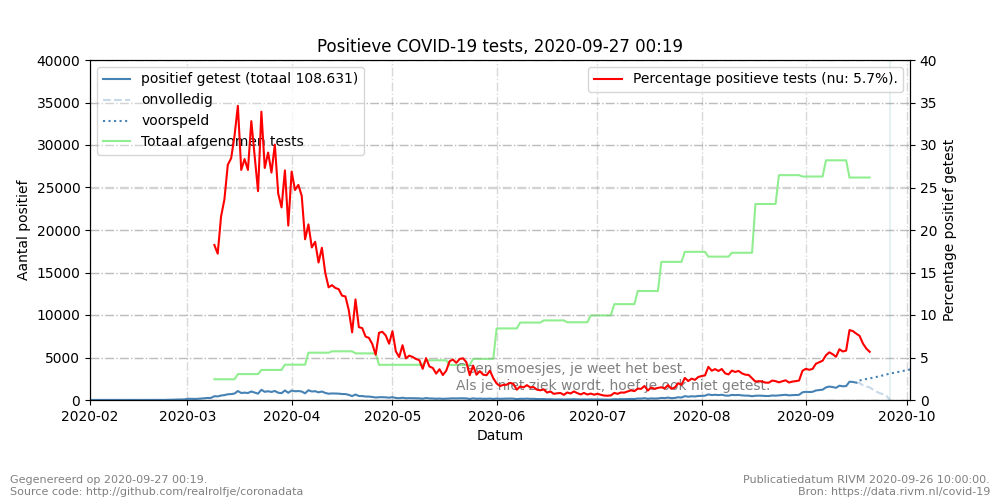 Positieve COVID-19 tests, 2020-09-27 00:19
40000
35000
30000
25000
20000
15000
10000
5000
0
Aantal positief
positief getest (totaal 108.631)
onvolledig
voorspeld
Totaal afgenomen tests
Percentage positieve tests (nu: 5.7%).
40
35
30
25
20
15
10
5
0
Percentage positief getest
Geen smoesjes, je weet het best.
Als je niet ziek wordt, hoef je ook niet getest.
2020-02 2020-03 2020-04 2020-05 2020-06 2020-07 2020-08 2020-09 2020-10
Datum
Gegenereerd op 2020-09-27 00:19.
Source code: http://github.com/realrolfje/coronadata
Publicatiedatum RIVM 2020-09-26 10:00:00.
Bron: https://data.rivm.nl/covid-19